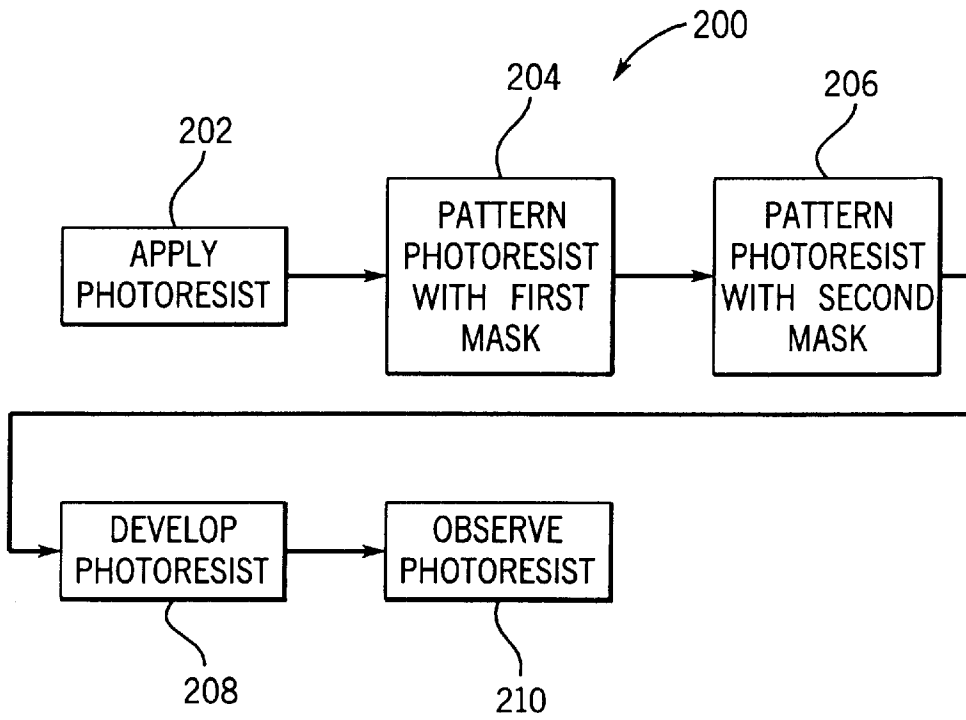 200
204
206
202
APPLY
PHOTORESIST
PATTERN
PHOTORESIST
WITH FIRST
MASK
PATTERN
PHOTORESIST
WITH SECOND
MASK
DEVELOP
PHOTORESIST
OBSERVE
PHOTORESIST
208
210